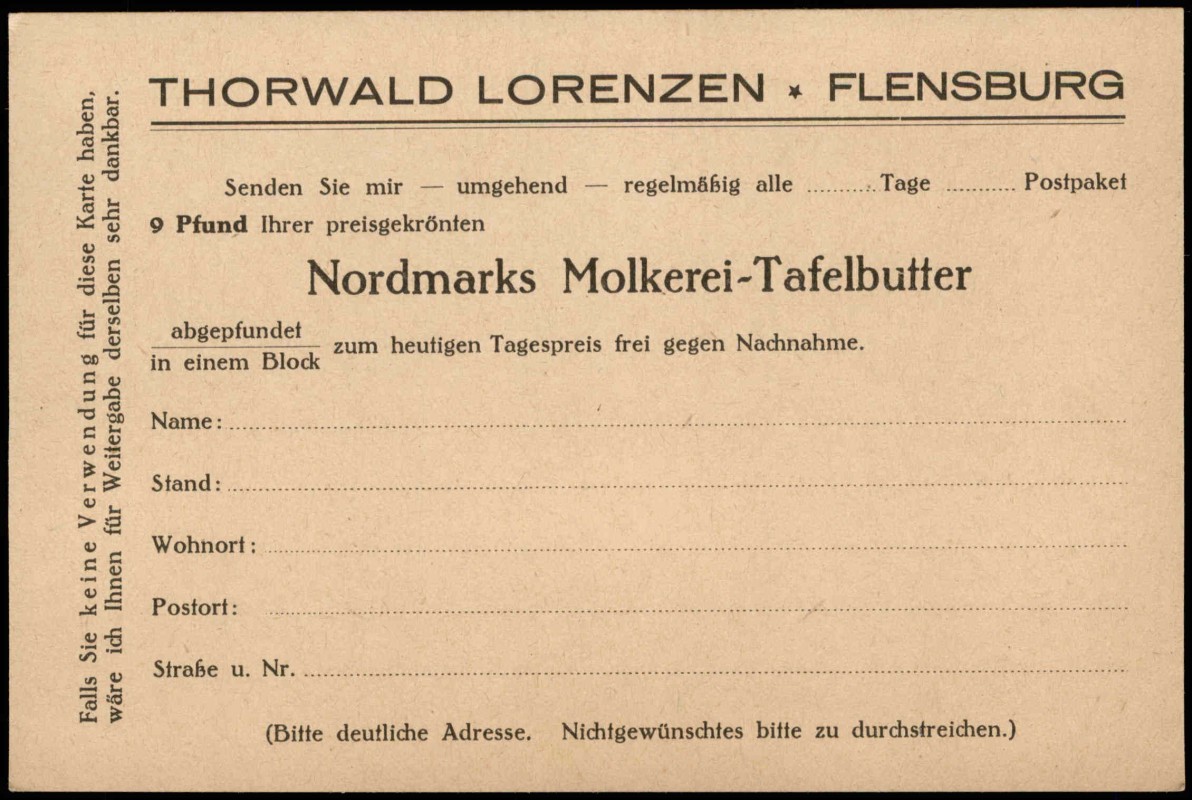 THORWALD LORENZEN ★ FLENSBURG
Senden Sie mir — umgehend — regelmäßig alle .......... Tage .......... Postpaket
9 Pfund Ihrer preisgekrönten
Nordmarks Molkerei-Tafelbutter
abgepfundet
in einem Block
zum heutigen Tagespreis frei gegen Nachnahme.
Name:
Stand:
Wohnort:
Postort:
Straße u. Nr.
(Bitte deutliche Adresse. Nichtgewünschtes bitte zu durchstreichen.)
Falls Sie keine Verwendung für diese Karte haben,
wäre ich Ihnen für Weitergabe derselben sehr dankbar.